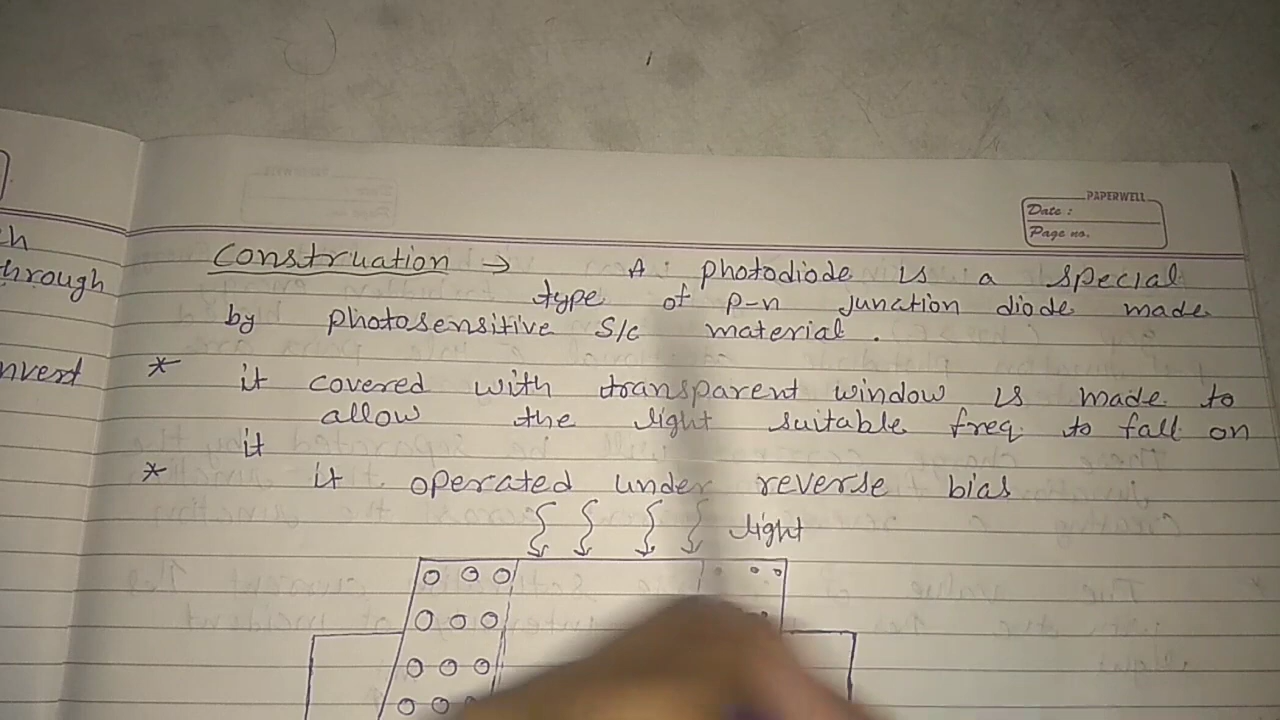 PAPERWELL
Date :
Page no.
ch
through
nvert
Construation → A photodiode is a special
type of p-n junction diode made
by photosensitive S/c material .
* it covered with transparent window is made to
allow the light suitable freq to fall on
it
* it operated under reverse bias
light